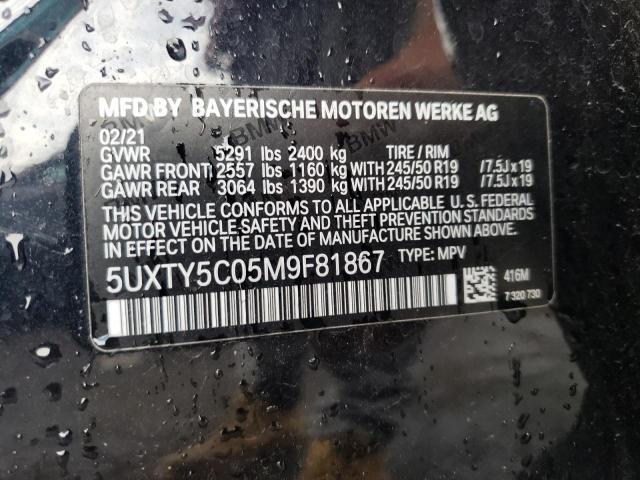 MFD BY BAYERISCHE MOTOREN WERKE AG
02/21
GVWR 5291 lbs 2400 kg TIRE / RIM
GAWR FRONT 2557 lbs 1160 kg WITH 245/50 R19 /7.5J x 19
GAWR REAR 3064 lbs 1390 kg WITH 245/50 R19 /7.5J x 19
THIS VEHICLE CONFORMS TO ALL APPLICABLE U. S. FEDERAL
MOTOR VEHICLE-SAFETY AND THEFT PREVENTION STANDARDS
IN EFFECT ON THE DATE OF MANUFACTURE SHOWN ABOVE.
5UXTY5C05M9F81867 TYPE: MPV
416M
7 320 730